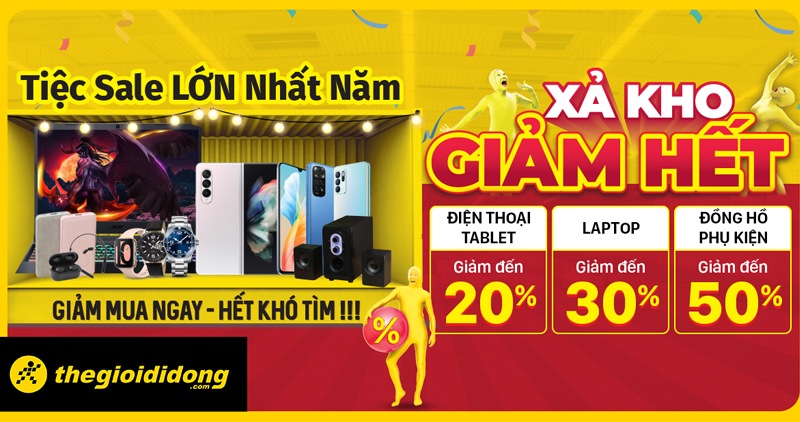 Tiệc Sale LỚN Nhất Năm
GIẢM MUA NGAY - HẾT KHÓ TÌM !!!
thegioididong
.com
XẢ KHO
GIẢM HẾT
ĐIỆN THOẠI
TABLET
Giảm đến
20%
LAPTOP
Giảm đến
30%
ĐỒNG HỒ
PHỤ KIỆN
Giảm đến
50%
%